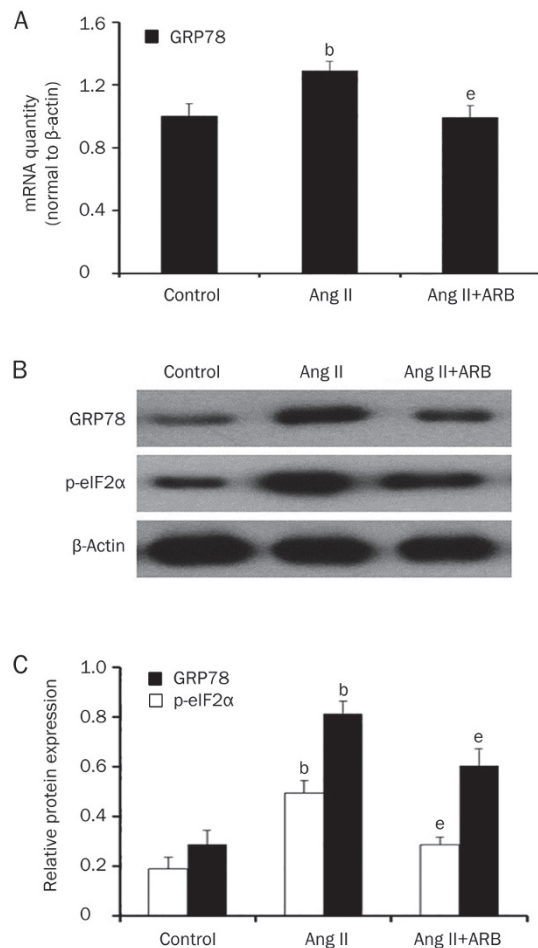 A
1.6
1.2
0.8
0.4
0
mRNA quantity
(normal to β-actin)
GRP78
b
e
Control Ang II Ang II+ARB
B
Control Ang II Ang II+ARB
GRP78
p-eIF2α
β-Actin
C
1.0
0.8
0.6
0.4
0.2
0
Relative protein expression
GRP78
p-eIF2α
b
b
e
e
Control Ang II Ang II+ARB